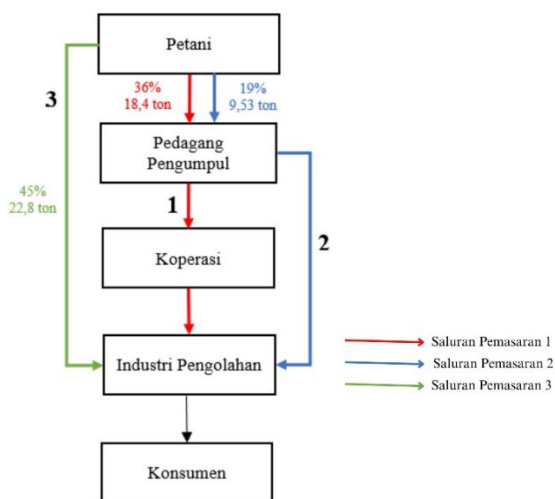 Petani
36%
18,4 ton
19%
9,53 ton
3
Pedagang
Pengumpul
45%
22,8 ton
1
2
Koperasi
Industri Pengolahan
Konsumen
Saluran Pemasaran 1
Saluran Pemasaran 2
Saluran Pemasaran 3